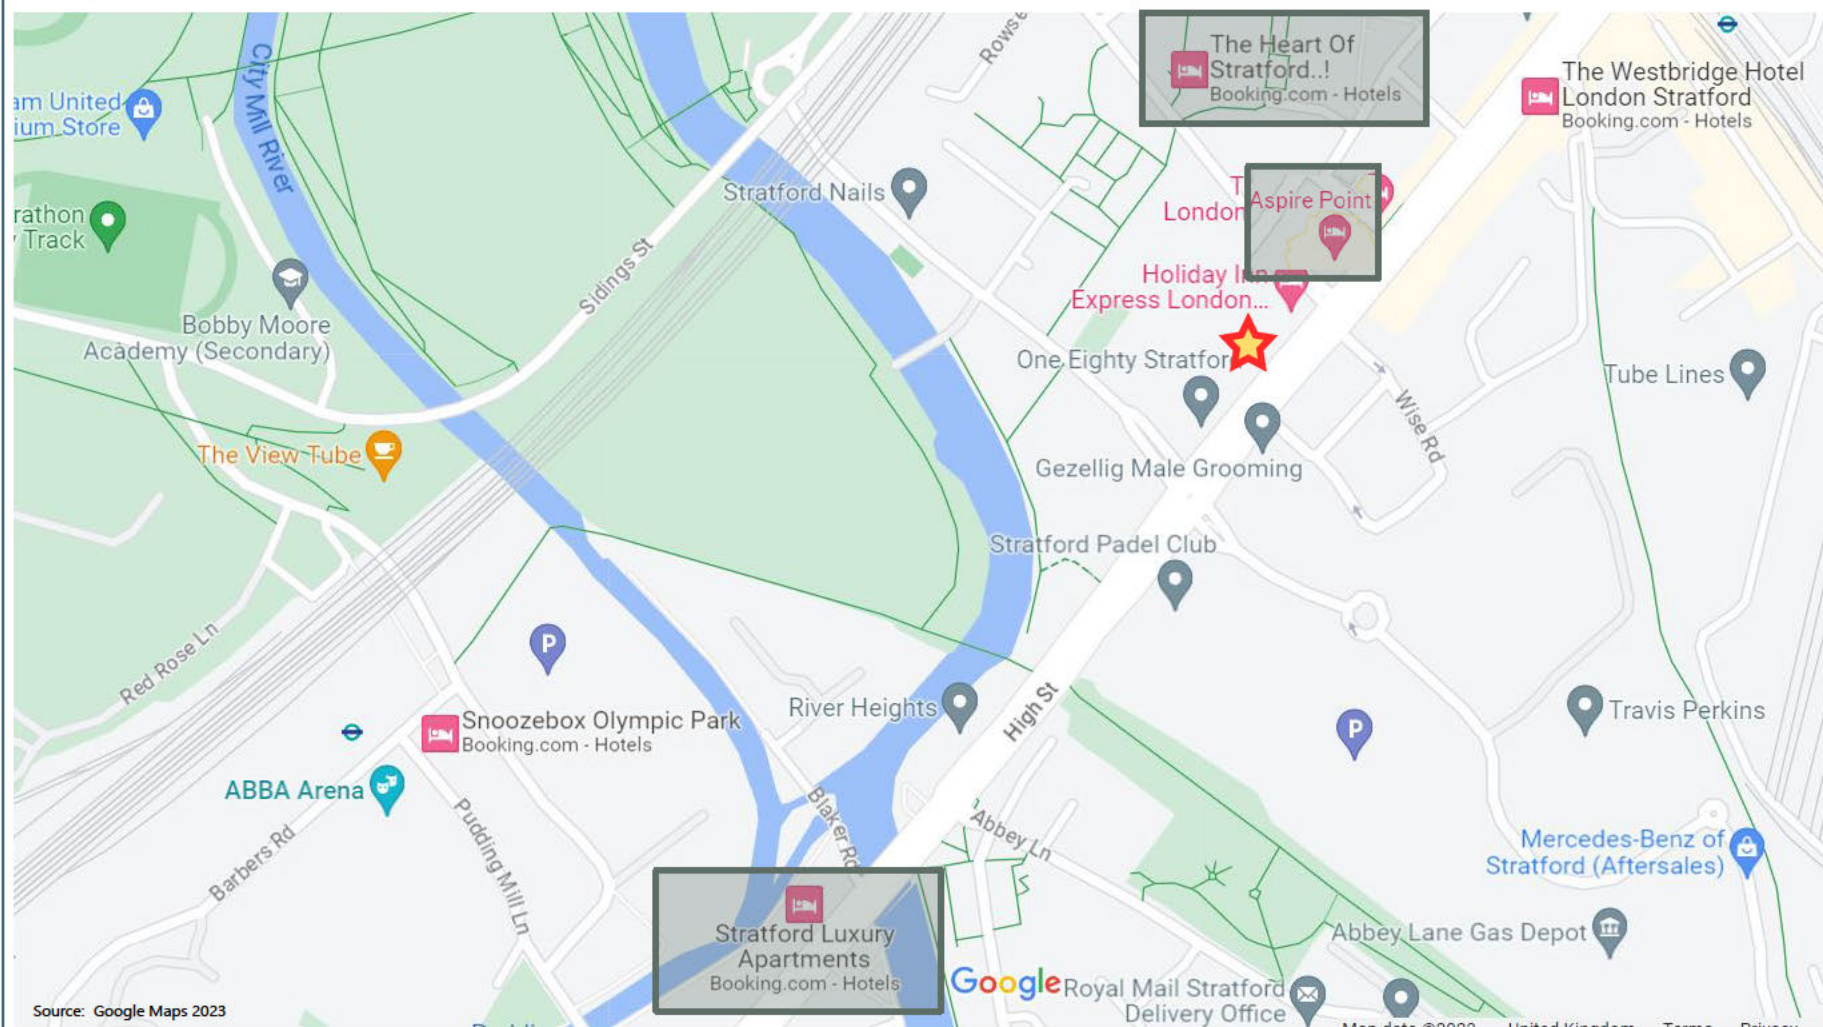 The Heart Of
Stratford..!
Booking.com - Hotels
The Westbridge Hotel
London Stratford
Booking.com - Hotels
City Mill River
am United
ium Store
Stratford Nails
London
Aspire Point
rathon
Track
Sidings St
Holiday Inn
Express London...
Bobby Moore
Academy (Secondary)
One Eighty Stratford
Tube Lines
Wise Rd
The View Tube
Gezellig Male Grooming
Stratford Padel Club
Red Rose Ln
P
River Heights
High St
P
Travis Perkins
Snoozebox Olympic Park
Booking.com - Hotels
ABBA Arena
Barbers Rd
Pudding Mill Ln
Blaker Rd
Abbey Ln
Mercedes-Benz of
Stratford (Aftersales)
Stratford Luxury
Apartments
Booking.com - Hotels
Abbey Lane Gas Depot
Google
Royal Mail Stratford
Delivery Office
Source: Google Maps 2023